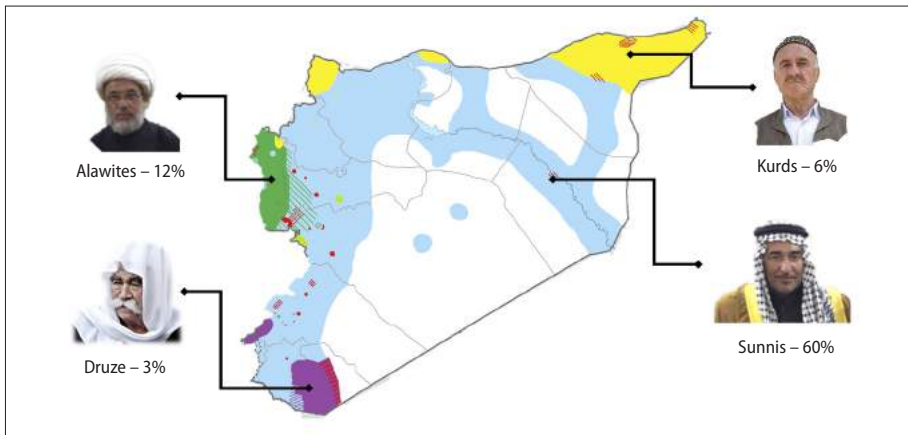 Alawites – 12%
Kurds – 6%
Druze – 3%
Sunnis – 60%